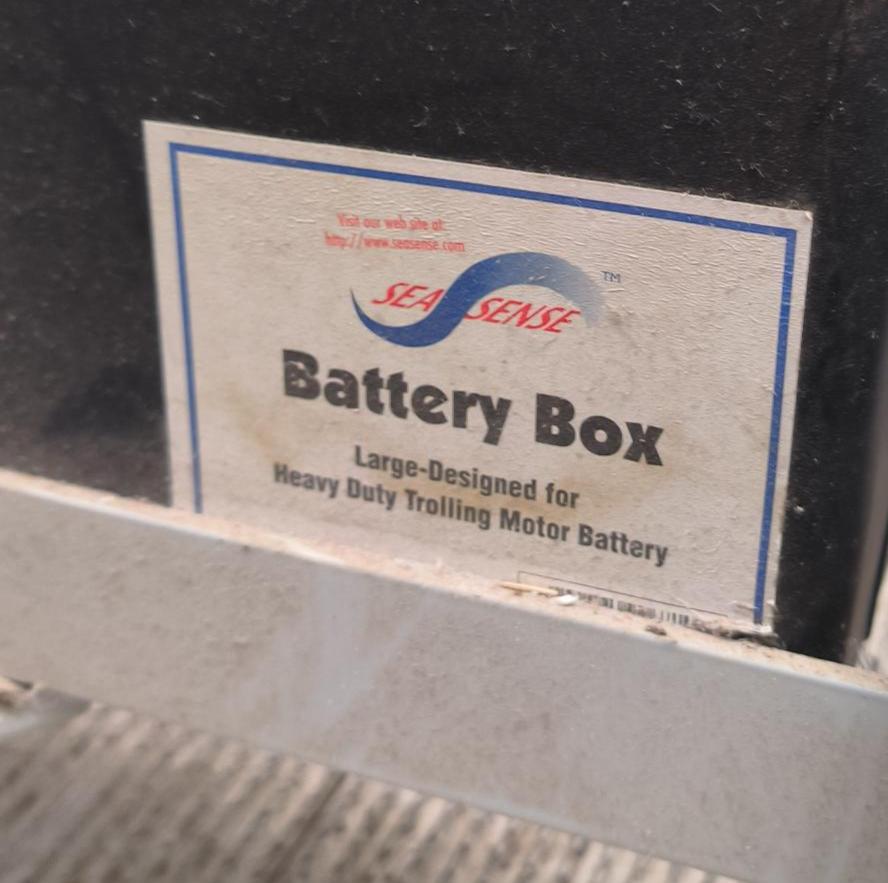 Visit our web site at:
http://www.seasense.com
SEA SENSE TM
Battery Box
Large-Designed for
Heavy Duty Trolling Motor Battery